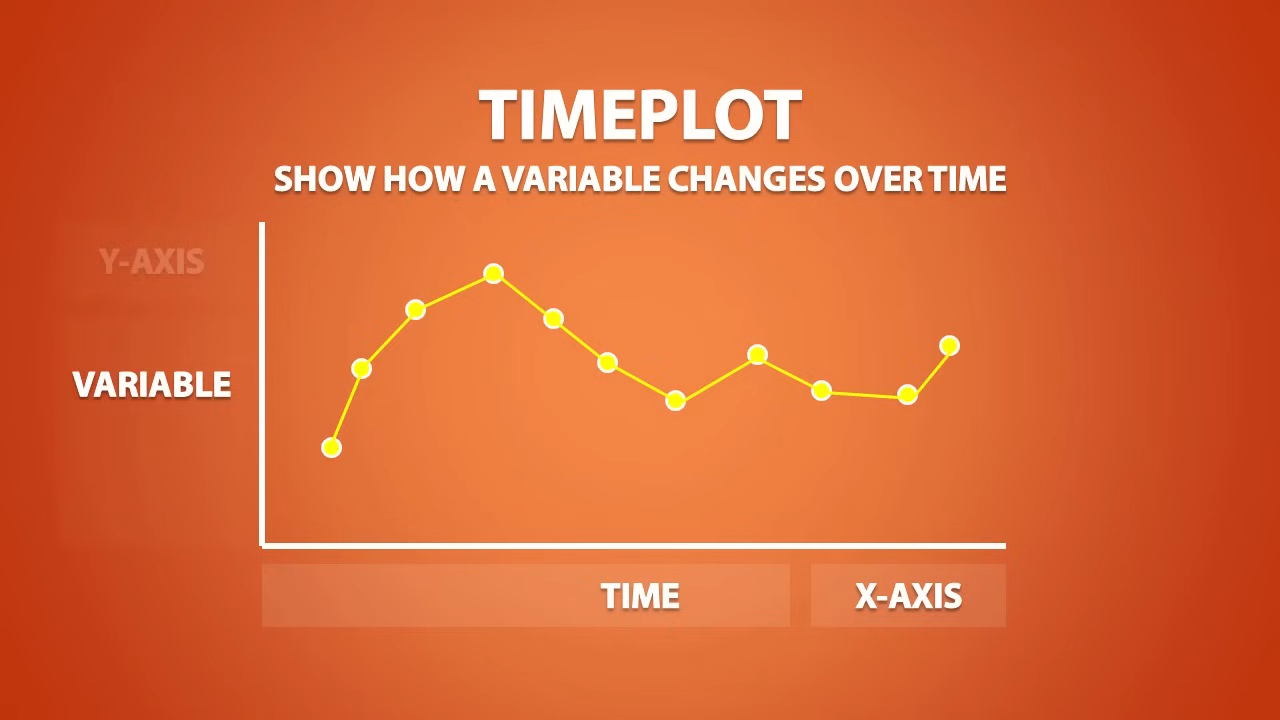 TIMEPLOT
SHOW HOW A VARIABLE CHANGES OVER TIME
Y-AXIS
VARIABLE
TIME
X-AXIS